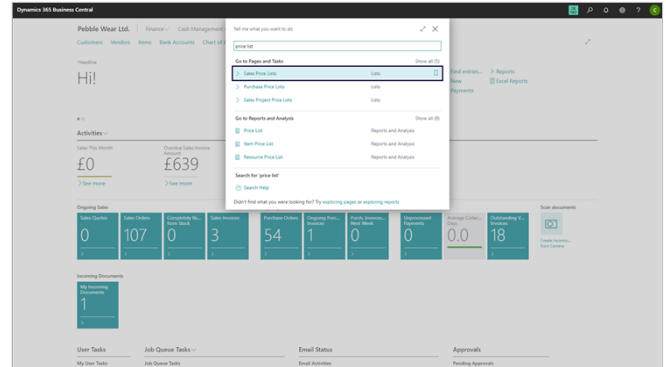 Dynamics 365 Business Central
?
Pebble Wear Ltd.
Finance
Cash Management
Customers
Vendors
Items
Bank Accounts
Chart of
Headline
Hi!
Tell me what you want to do
price list
Go to Pages and Tasks
Show all (5)
Sales Price Lists
Lists
Purchase Price Lists
Lists
Sales Project Price Lists
Lists
Go to Reports and Analysis
Show all (6)
Price List
Reports and Analysis
Item Price List
Reports and Analysis
Resource Price List
Reports and Analysis
Search for 'price list'
Search Help
Didn't find what you were looking for? Try exploring pages or exploring reports
Find entries...
New
Payments
Reports
Excel Reports
Activities
Sales This Month
£0
See more
Overdue Sales Invoice
Amount
£639
See more
Ongoing Sales
Sales Quotes
0
Sales Orders
107
Completely Re...
from Stock
0
Sales Invoices
3
Purchase Orders
54
Ongoing Purc...
Invoices
1
Purch. Invoices...
Next Week
0
Unprocessed
Payments
0
Average Collec...
Days
0.0
Outstanding V...
Invoices
18
Scan documents
Create Incomin...
from Camera
Incoming Documents
My Incoming
Documents
1
User Tasks
My User Tasks
Job Queue Tasks
Job Queue Tasks
Email Status
Email Activities
Approvals
Pending Approvals